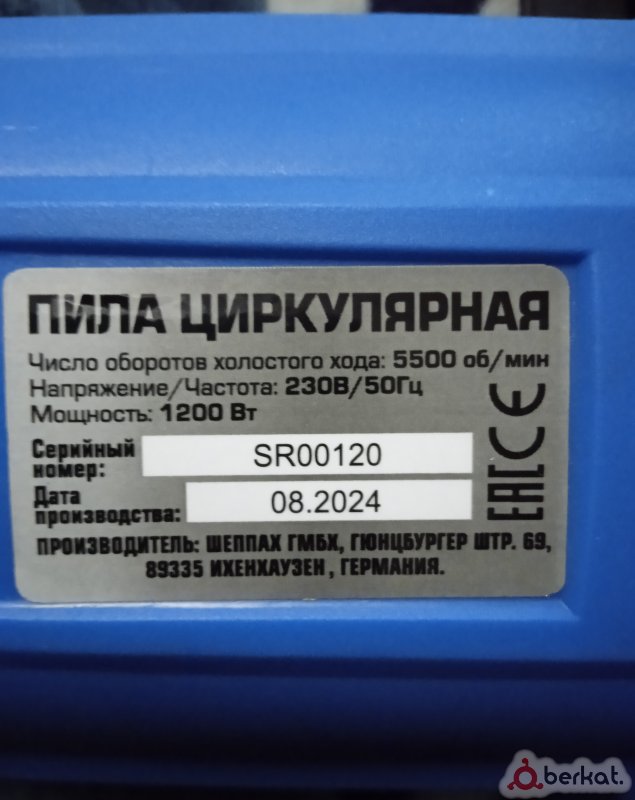 ПИЛА ЦИРКУЛЯРНАЯ
Число оборотов холостого хода: 5500 об/мин
Напряжение/Частота: 230В/50Гц
Мощность: 1200 Вт
Серийный номер: SR00120
Дата производства: 08.2024
ПРОИЗВОДИТЕЛЬ: ШЕППАХ ГМБХ, ГЮНЦБУРГЕР ШТР. 69,
89335 ИХЕНХАУЗЕН, ГЕРМАНИЯ.
CE
EAC
berkat.